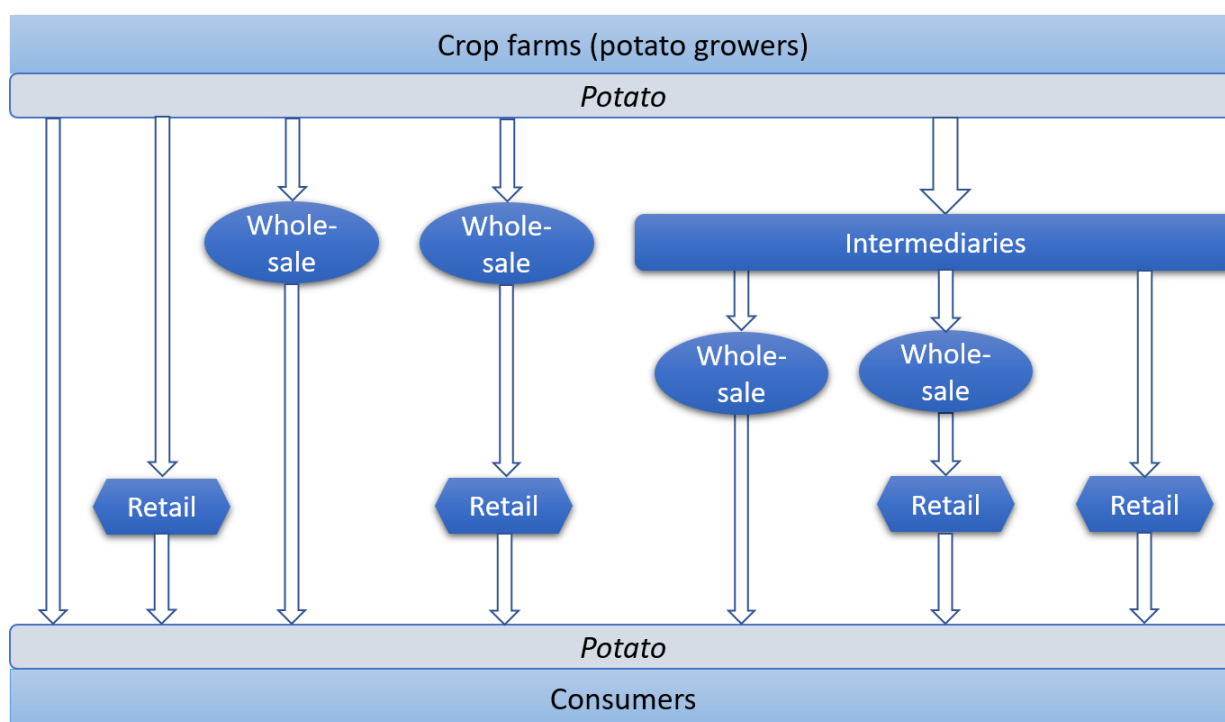 Crop farms (potato growers)
Potato
Whole-
sale
Whole-
sale
Intermediaries
Whole-
sale
Whole-
sale
Retail
Retail
Retail
Retail
Potato
Consumers